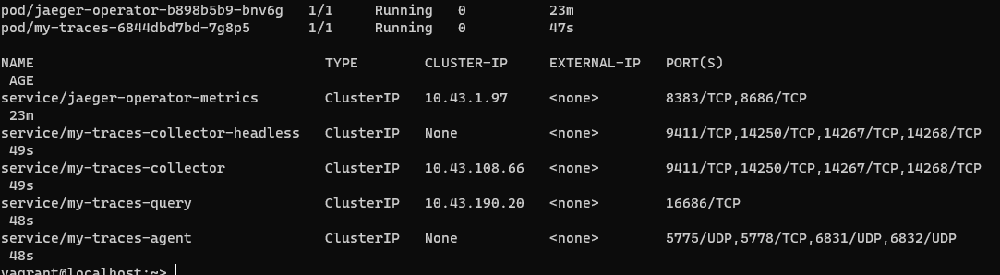 pod/jaeger-operator-b898b5b9-bnv6g   1/1     Running   0          23m
pod/my-traces-6844dbd7bd-7g8p5       1/1     Running   0          47s
NAME                                   TYPE        CLUSTER-IP      EXTERNAL-IP   PORT(S)
 AGE
service/jaeger-operator-metrics        ClusterIP   10.43.1.97      <none>        8383/TCP,8686/TCP
 23m
service/my-traces-collector-headless   ClusterIP   None            <none>        9411/TCP,14250/TCP,14267/TCP,14268/TCP
 49s
service/my-traces-collector            ClusterIP   10.43.108.66    <none>        9411/TCP,14250/TCP,14267/TCP,14268/TCP
 49s
service/my-traces-query                ClusterIP   10.43.190.20    <none>        16686/TCP
 48s
service/my-traces-agent                ClusterIP   None            <none>        5775/UDP,5778/TCP,6831/UDP,6832/UDP
 48s
vagrant@localhost:~>